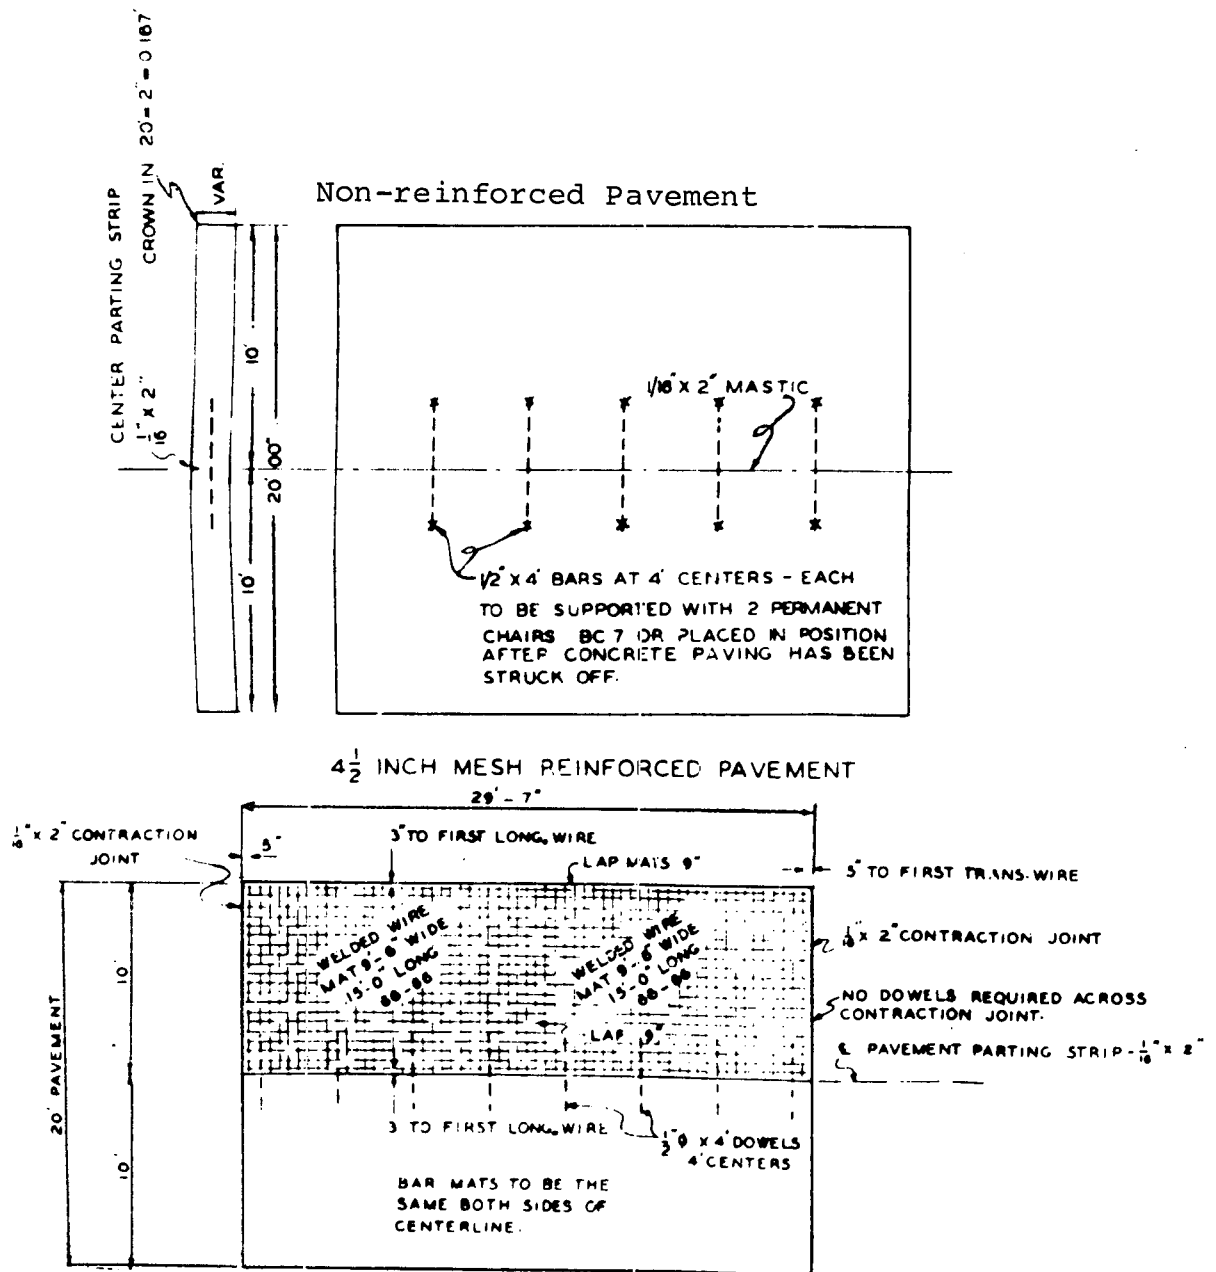 CENTER PARTING STRIP
1/16" X 2"
CROWN IN 20'=2"=0.167'
VAR.
10'
10'
20'00"
Non-reinforced Pavement
1/16" X 2" MASTIC
1/2" X 4' BARS AT 4' CENTERS - EACH
TO BE SUPPORTED WITH 2 PERMANENT
CHAIRS BC 7 OR PLACED IN POSITION
AFTER CONCRETE PAVING HAS BEEN
STRUCK OFF.
4 1/2 INCH MESH REINFORCED PAVEMENT
29'-7"
1/16" X 2" CONTRACTION
JOINT
5"
3" TO FIRST LONG. WIRE
LAP MATS 9"
5" TO FIRST TRANS. WIRE
WELDED WIRE
MAT 9'-6" WIDE
15'-0" LONG
66-66
WELDED WIRE
MAT 9'-6" WIDE
15'-0" LONG
66-66
LAP 9"
1/16" X 2" CONTRACTION JOINT
NO DOWELS REQUIRED ACROSS
CONTRACTION JOINT.
℄ PAVEMENT PARTING STRIP-1/16" X 2"
20' PAVEMENT
10'
10'
3 TO FIRST LONG. WIRE
1/2" Φ X 4' DOWELS
4' CENTERS
BAR MATS TO BE THE
SAME BOTH SIDES OF
CENTERLINE.